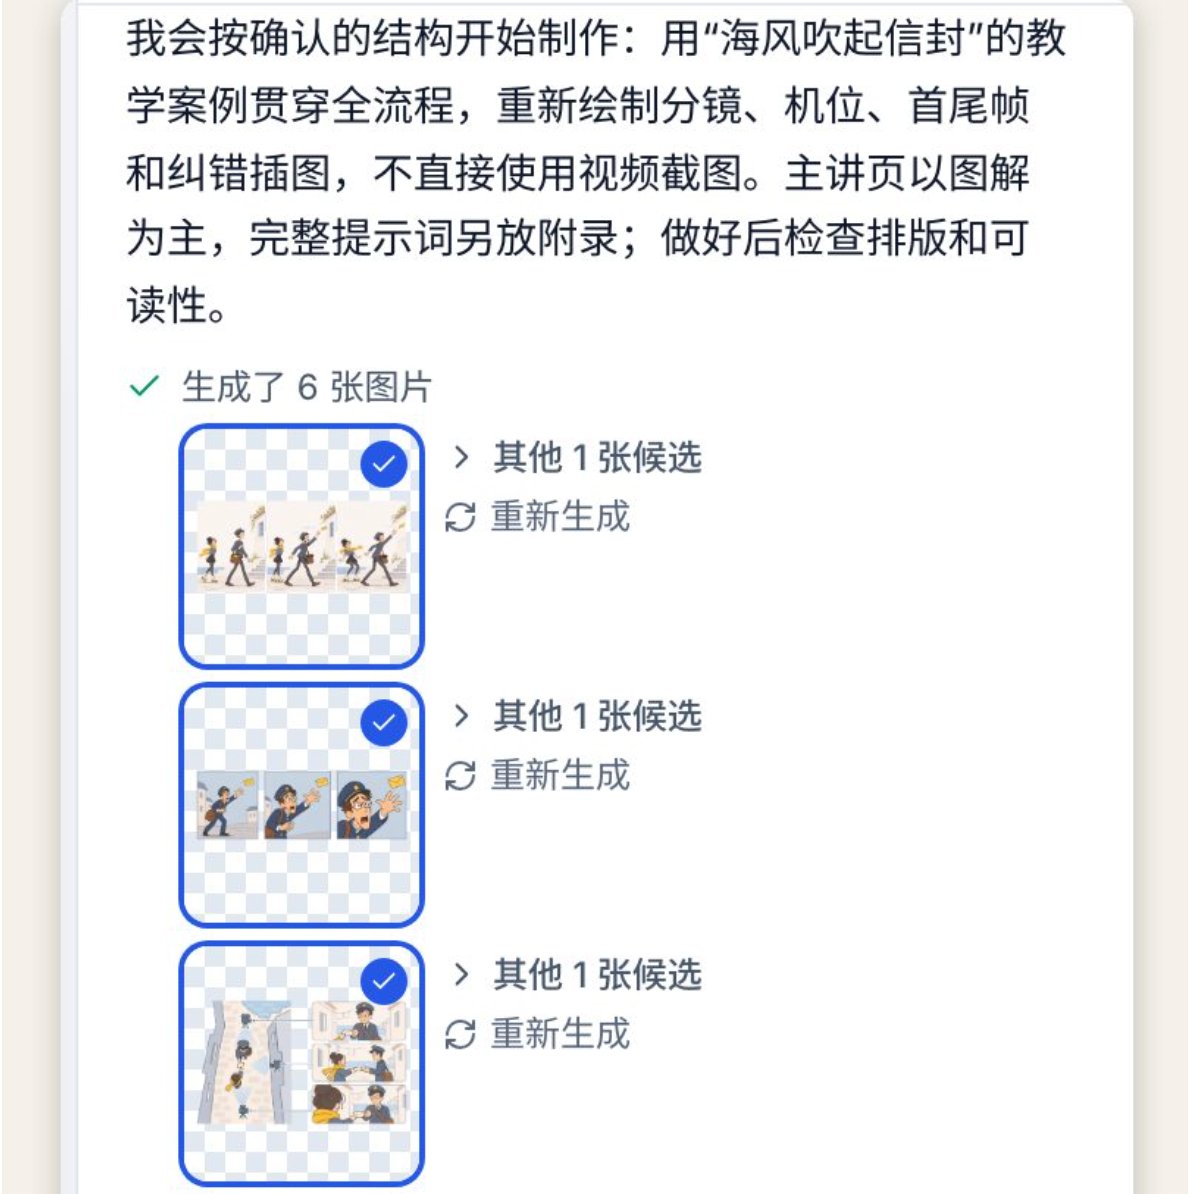 我会按确认的结构开始制作：用“海风吹起信封”的教
学案例贯穿全流程，重新绘制分镜、机位、首尾帧
和纠错插图，不直接使用视频截图。主讲页以图解
为主，完整提示词另放附录；做好后检查排版和可
读性。
生成了 6 张图片
其他 1 张候选
重新生成
其他 1 张候选
重新生成
其他 1 张候选
重新生成